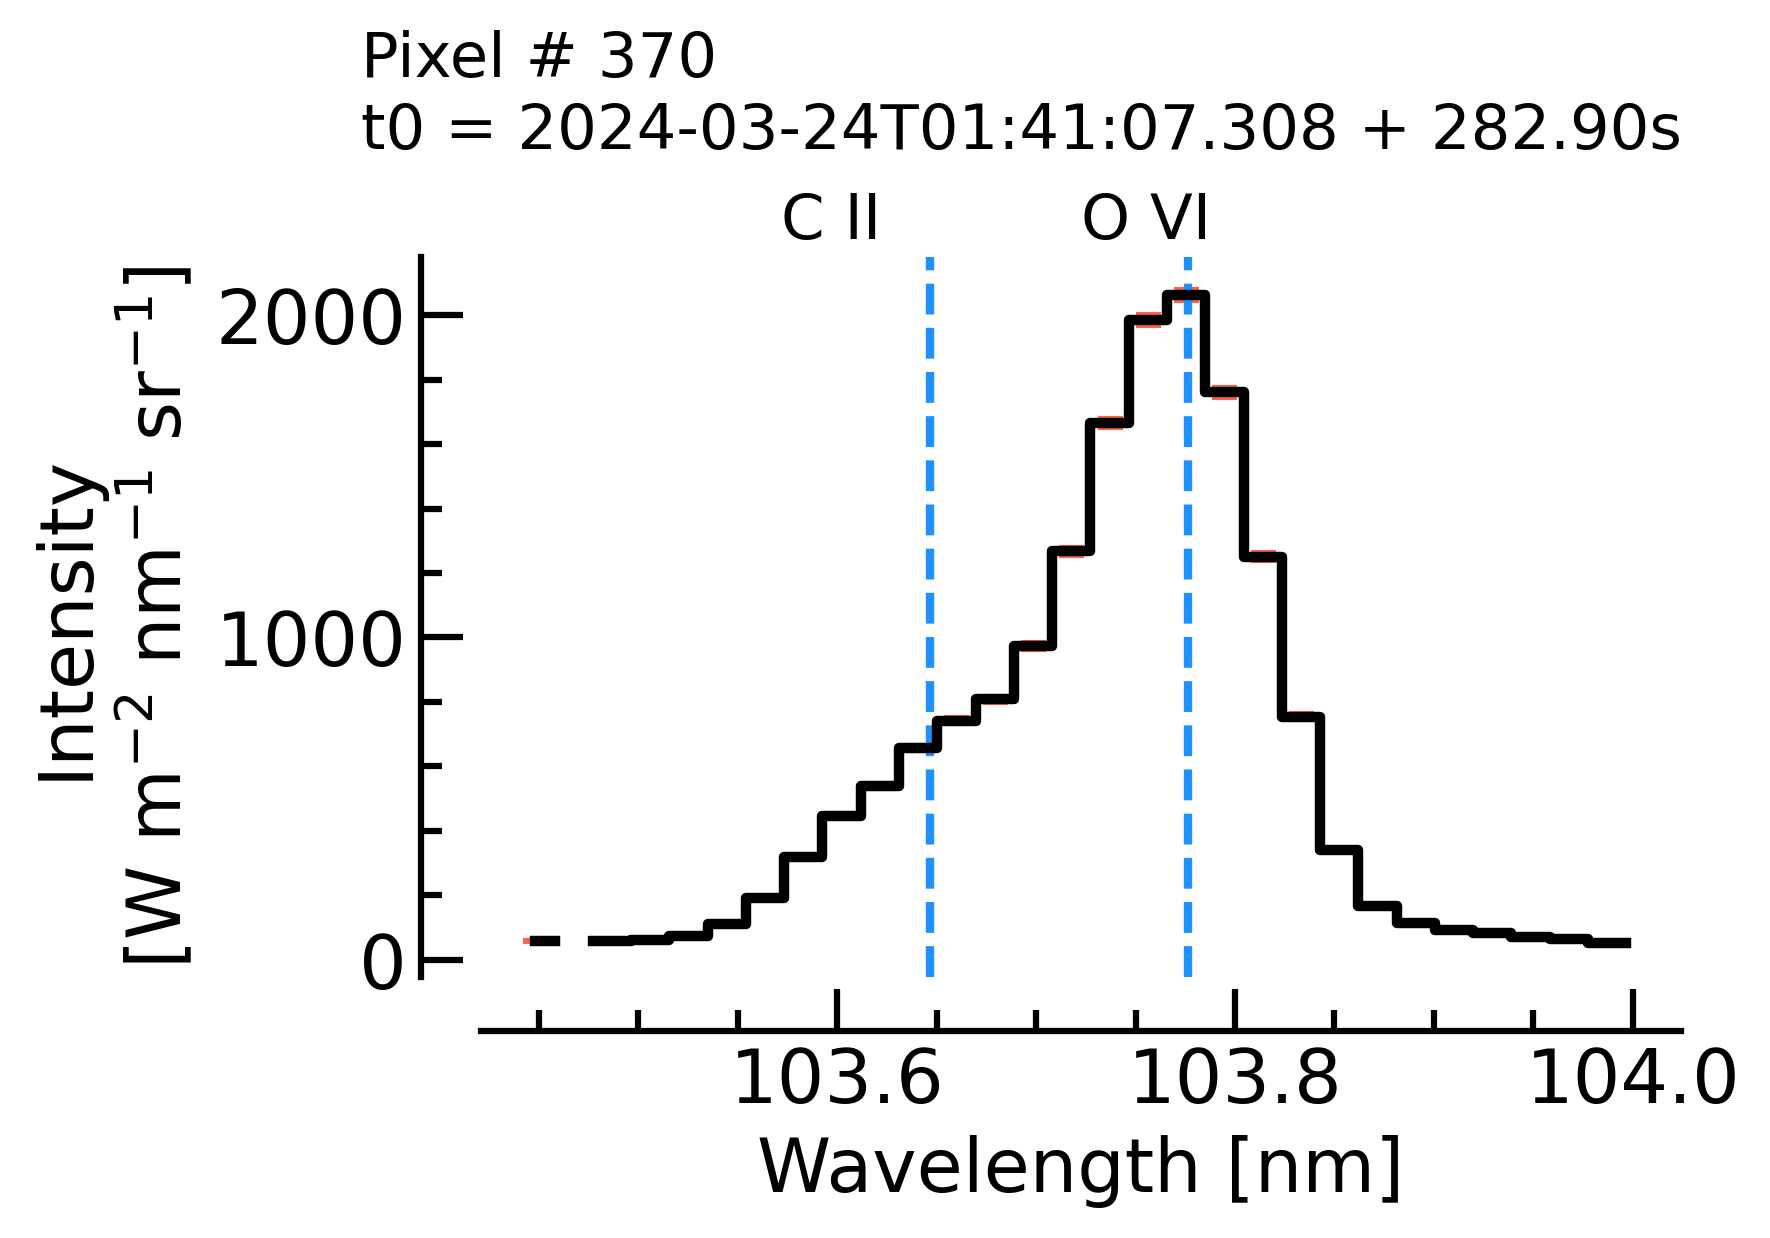 Pixel # 370
t0 = 2024-03-24T01:41:07.308 + 282.90s
C II O VI
Intensity
[W m⁻² nm⁻¹ sr⁻¹]
2000
1000
0
103.6 103.8 104.0
Wavelength [nm]